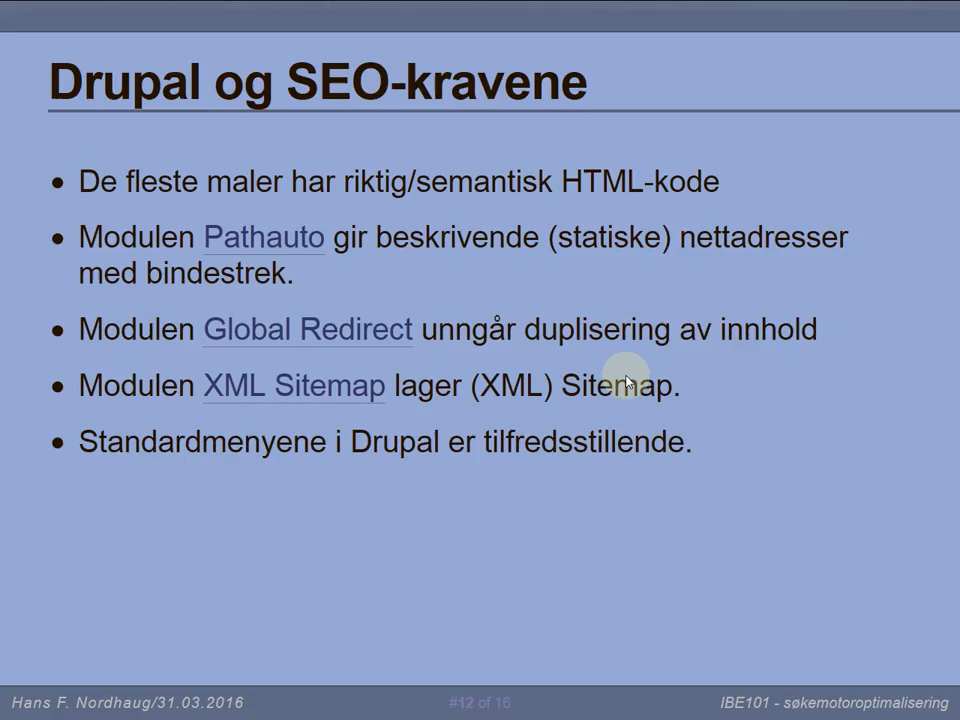 Drupal og SEO-kravene
• De fleste maler har riktig/semantisk HTML-kode
• Modulen Pathauto gir beskrivende (statiske) nettadresser
med bindestrek.
• Modulen Global Redirect unngår duplisering av innhold
• Modulen XML Sitemap lager (XML) Sitemap.
• Standardmenyene i Drupal er tilfredsstillende.
Hans F. Nordhaug/31.03.2016
#12 of 16
IBE101 - søkemotoroptimalisering